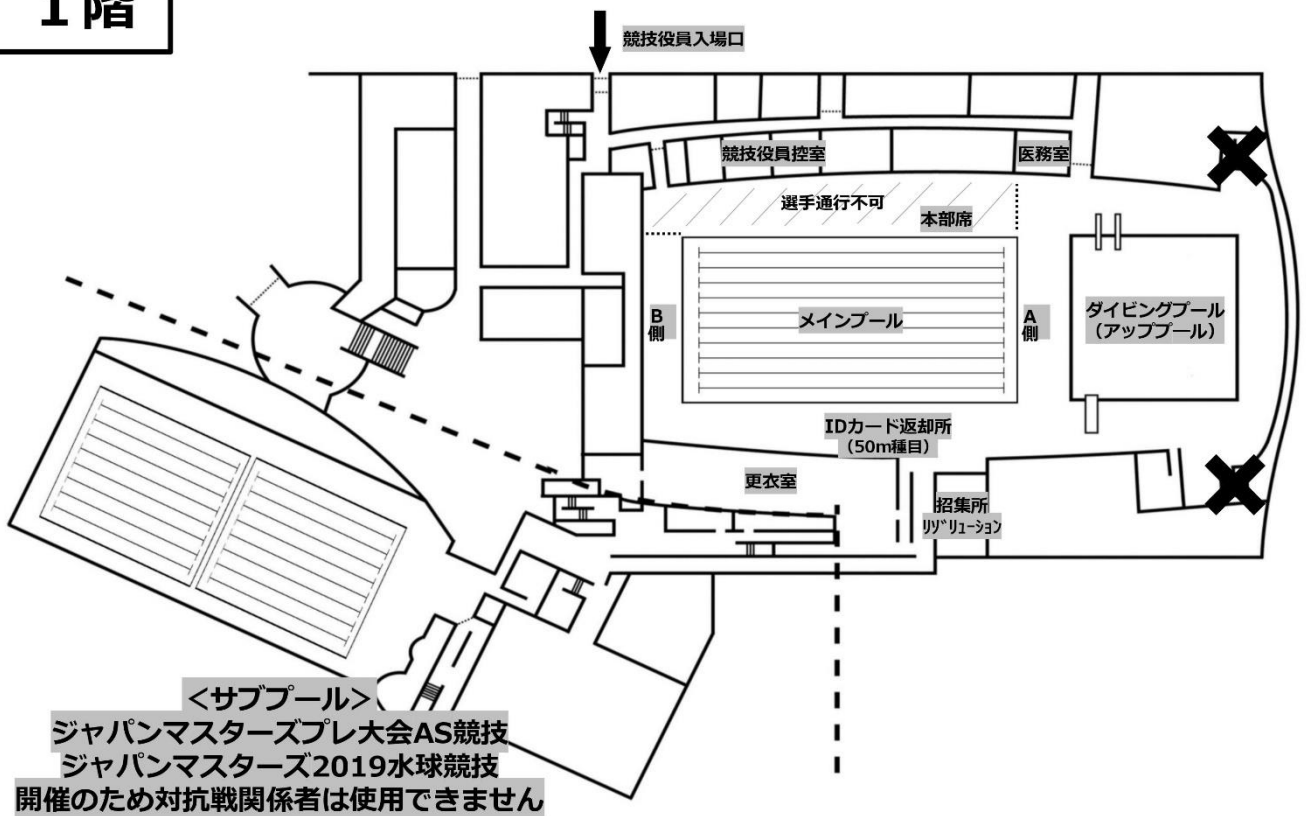 1階
競技役員入場口
競技役員控室
医務室
選手通行不可
本部席
B
側
メインプール
A
側
ダイビングプール
（アッププール）
IDカード返却所
（50m種目）
更衣室
招集所
ﾘｿﾞﾘｭｰｼｮﾝ
＜サブプール＞
ジャパンマスターズプレ大会AS競技
ジャパンマスターズ2019水球競技
開催のため対抗戦関係者は使用できません